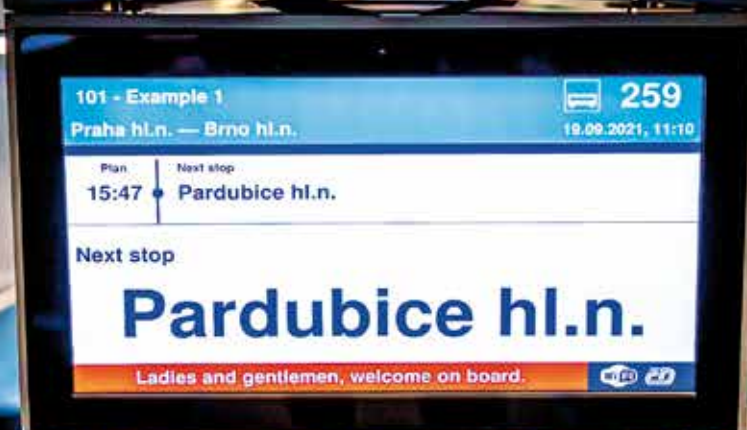 101 - Example 1
259
Praha hl.n. — Brno hl.n.
19.09.2021, 11:10
Plan
Next stop
15:47
Pardubice hl.n.
Next stop
Pardubice hl.n.
Ladies and gentlemen, welcome on board.
WiFi